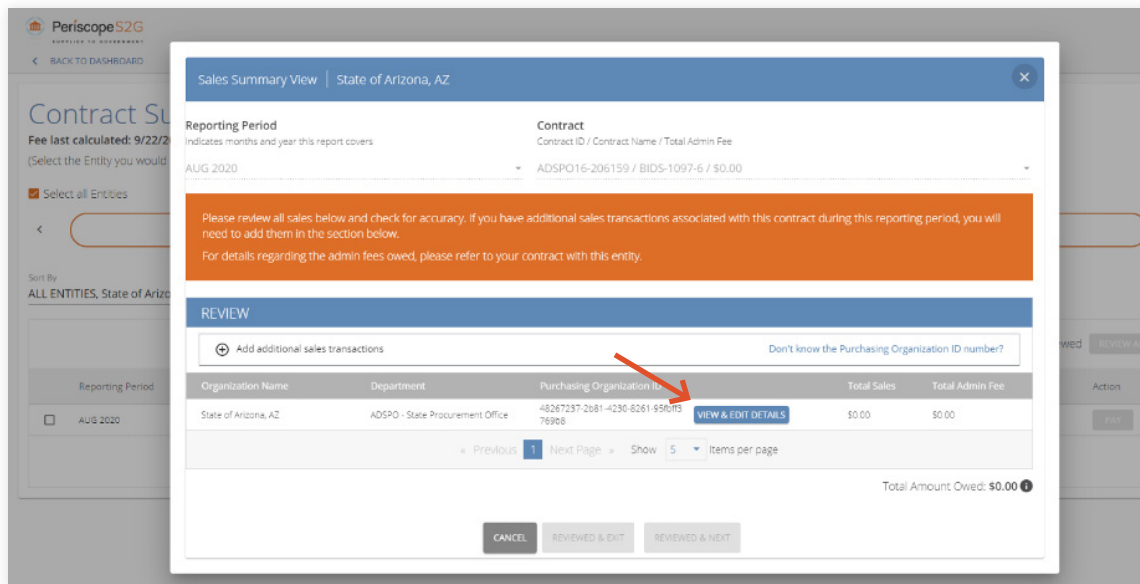 Periscope S2G
SUPPLIER TO GOVERNMENT
BACK TO DASHBOARD
Contract Su
Fee last calculated: 9/22/2
(Select the Entity you would
Select all Entities
Sort By
ALL ENTITIES, State of Arizo
Reporting Period
AUG 2020
Sales Summary View | State of Arizona, AZ
Reporting Period
Indicates months and year this report covers
AUG 2020
Contract
Contract ID / Contract Name / Total Admin Fee
ADSPO16-206159 / BIDS-1097-6 / $0.00
Please review all sales below and check for accuracy. If you have additional sales transactions associated with this contract during this reporting period, you will
need to add them in the section below.
For details regarding the admin fees owed, please refer to your contract with this entity.
REVIEW
Add additional sales transactions
Don't know the Purchasing Organization ID number?
Organization Name Department Purchasing Organization ID Total Sales Total Admin Fee
State of Arizona, AZ ADSPO - State Procurement Office 48267237-2b81-4230-8261-95fbff3 VIEW & EDIT DETAILS $0.00 $0.00
769b8
« Previous 1 Next Page » Show 5 items per page
Total Amount Owed: $0.00
CANCEL REVIEWED & EXIT REVIEWED & NEXT
wed REVIEW A
Action
PAY